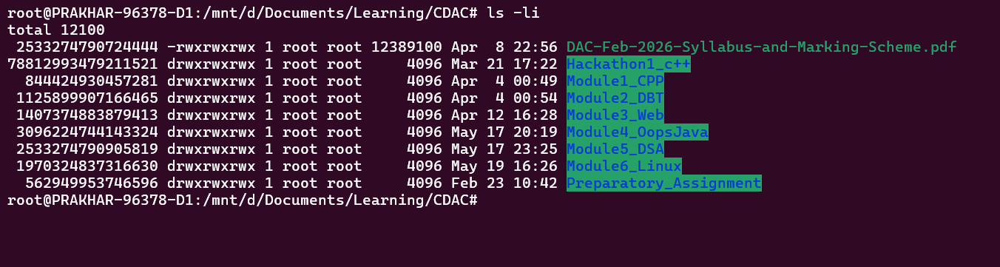 root@PRAKHAR-96378-D1:/mnt/d/Documents/Learning/CDAC# ls -li
total 12100
 2533274790724444 -rwxrwxrwx 1 root root 12389100 Apr  8 22:56 DAC-Feb-2026-Syllabus-and-Marking-Scheme.pdf
78812993479211521 drwxrwxrwx 1 root root     4096 Mar 21 17:22 Hackathon1_c++
  844424930457281 drwxrwxrwx 1 root root     4096 Apr  4 00:49 Module1_CPP
 1125899907166465 drwxrwxrwx 1 root root     4096 Apr  4 00:54 Module2_DBT
 1407374883879413 drwxrwxrwx 1 root root     4096 Apr 12 16:28 Module3_Web
 3096224744143324 drwxrwxrwx 1 root root     4096 May 17 20:19 Module4_OopsJava
 2533274790905819 drwxrwxrwx 1 root root     4096 May 17 23:25 Module5_DSA
 1970324837316630 drwxrwxrwx 1 root root     4096 May 19 16:26 Module6_Linux
  562949953746596 drwxrwxrwx 1 root root     4096 Feb 23 10:42 Preparatory_Assignment
root@PRAKHAR-96378-D1:/mnt/d/Documents/Learning/CDAC#